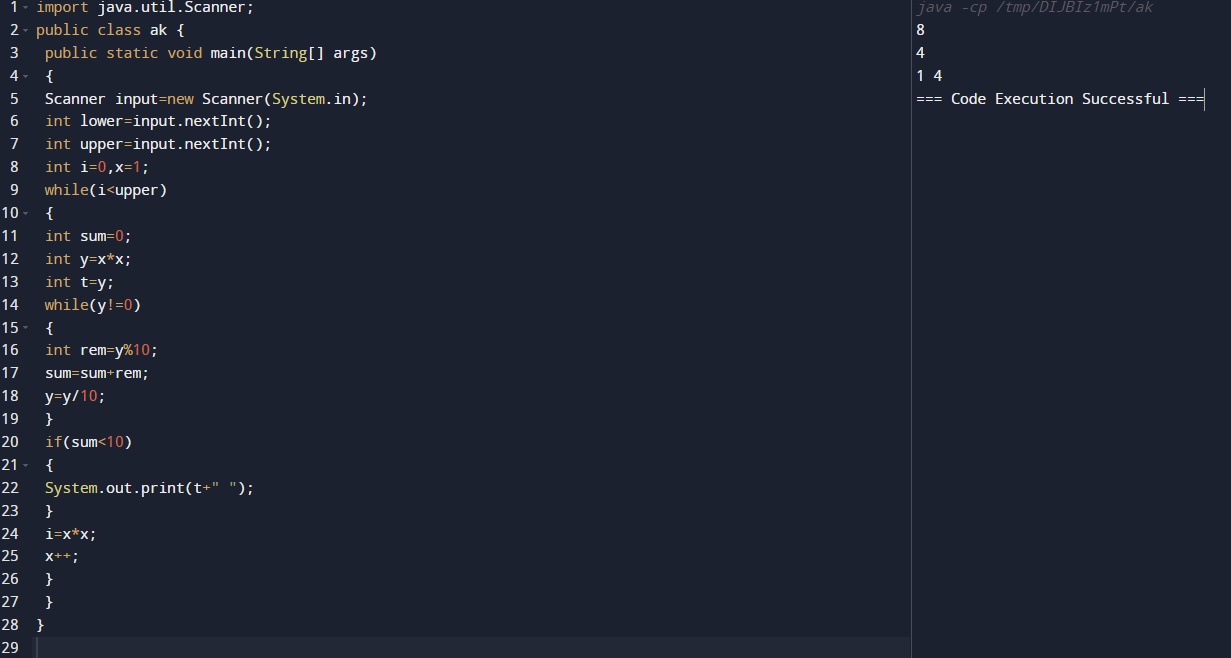 1 import java.util.Scanner;
2 public class ak {
3 public static void main(String[] args)
4 {
5 Scanner input=new Scanner(System.in);
6 int lower=input.nextInt();
7 int upper=input.nextInt();
8 int i=0,x=1;
9 while(i<upper)
10 {
11 int sum=0;
12 int y=x*x;
13 int t=y;
14 while(y!=0)
15 {
16 int rem=y%10;
17 sum=sum+rem;
18 y=y/10;
19 }
20 if(sum<10)
21 {
22 System.out.print(t+" ");
23 }
24 i=x*x;
25 x++;
26 }
27 }
28 }
29
java -cp /tmp/DIJBIz1mPt/ak
8
4
1 4
=== Code Execution Successful ===